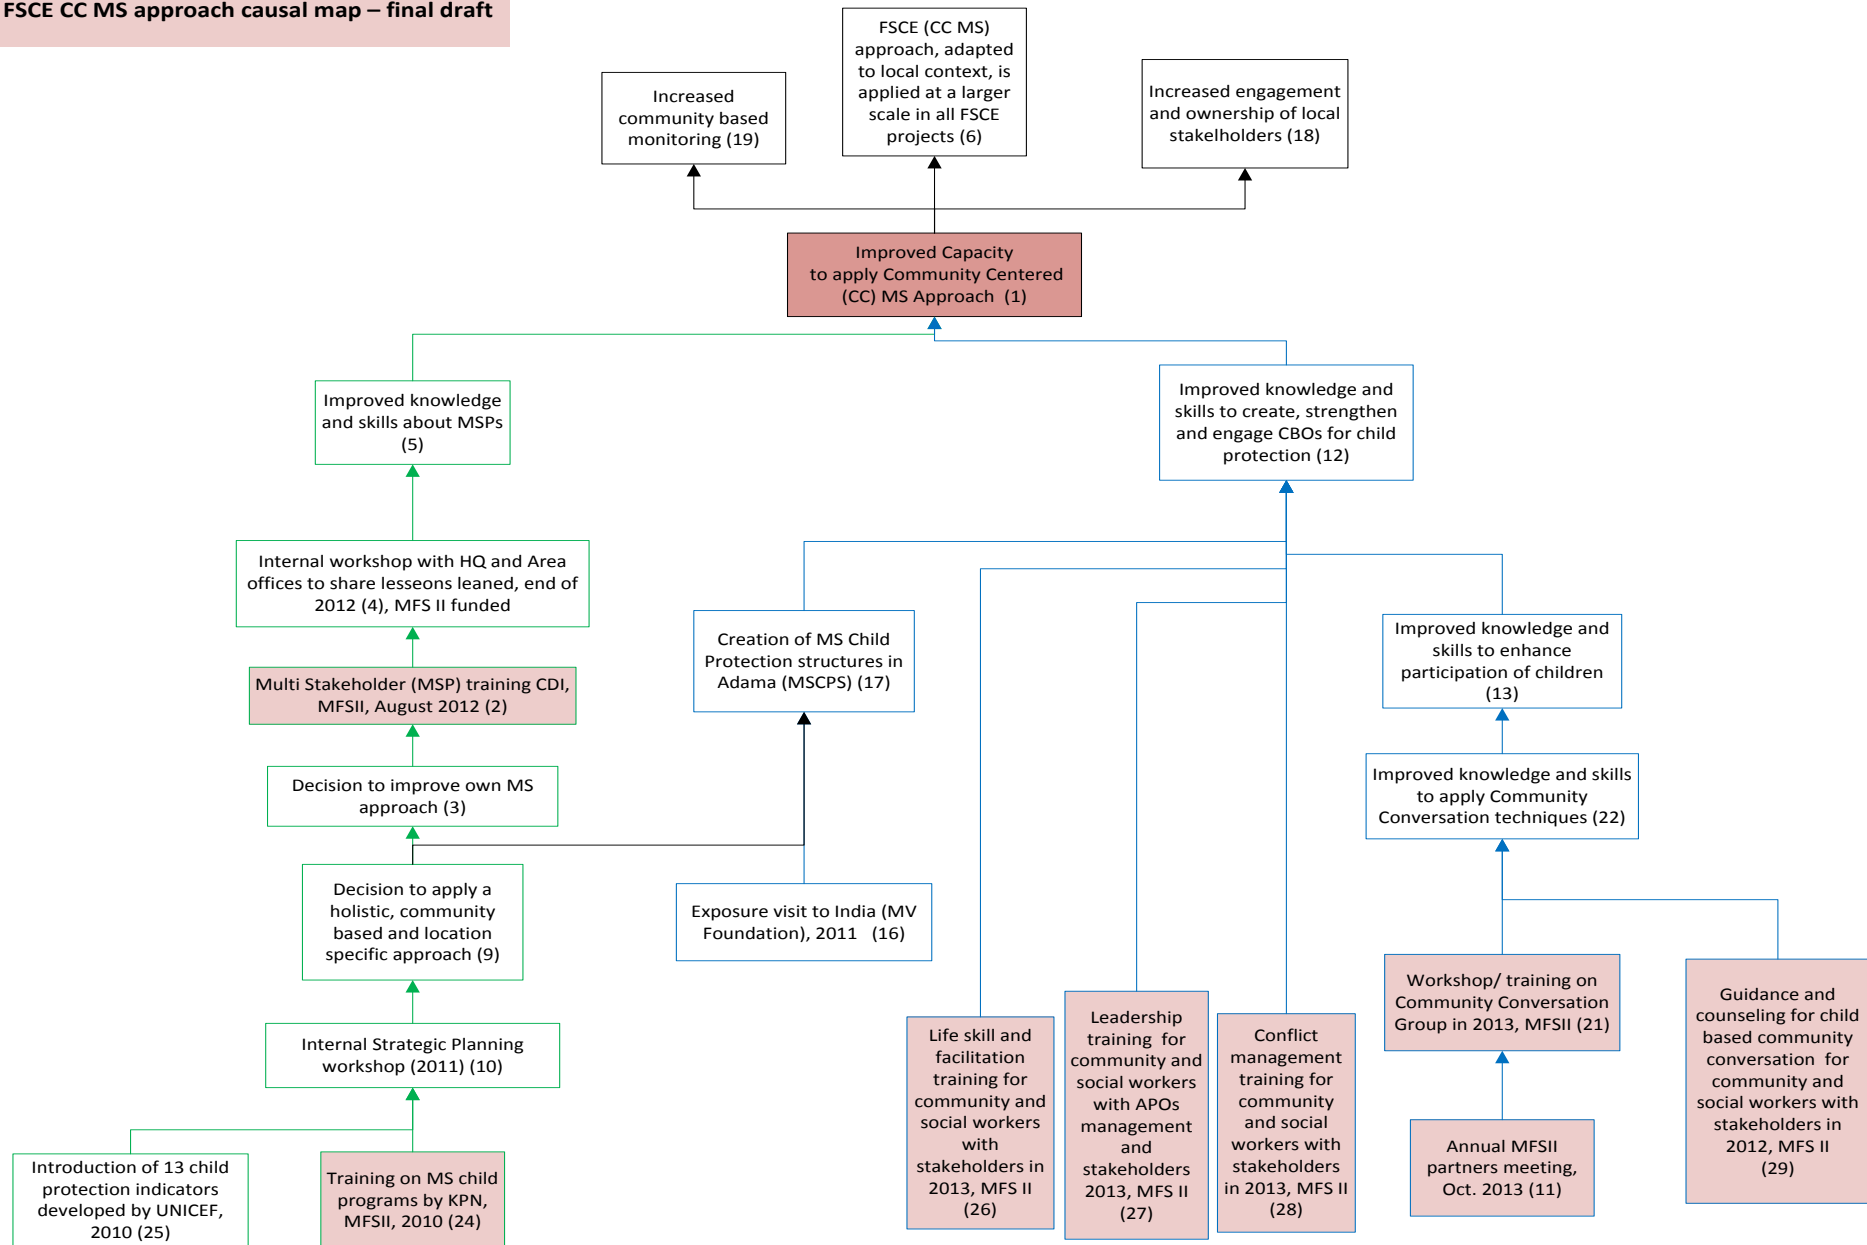 FSCE CC MS approach causal map – final draft
FSCE (CC MS)
approach, adapted
to local context, is
applied at a larger
scale in all FSCE
projects (6)
Increased
community based
monitoring (19)
Increased engagement
and ownership of local
stakelholders (18)
Improved Capacity
to apply Community Centered
(CC) MS Approach (1)
Improved knowledge
and skills about MSPs
(5)
Improved knowledge and
skills to create, strengthen
and engage CBOs for child
protection (12)
Internal workshop with HQ and Area
offices to share lesseons leaned, end of
2012 (4), MFS II funded
Creation of MS Child
Protection structures in
Adama (MSCPS) (17)
Improved knowledge and
skills to enhance
participation of children
(13)
Multi Stakeholder (MSP) training CDI,
MFSII, August 2012 (2)
Decision to improve own MS
approach (3)
Improved knowledge and skills
to apply Community
Conversation techniques (22)
Decision to apply a
holistic, community
based and location
specific approach (9)
Exposure visit to India (MV
Foundation), 2011 (16)
Workshop/ training on
Community Conversation
Group in 2013, MFSII (21)
Guidance and
counseling for child
based community
conversation for
community and
social workers with
stakeholders in
2012, MFS II
(29)
Internal Strategic Planning
workshop (2011) (10)
Life skill and
facilitation
training for
community and
social workers
with
stakeholders in
2013, MFS II
(26)
Leadership
training for
community and
social workers
with APOs
management
and
stakeholders
2013, MFS II
(27)
Conflict
management
training for
community
and social
workers with
stakeholders
in 2013, MFS II
(28)
Annual MFSII
partners meeting,
Oct. 2013 (11)
Introduction of 13 child
protection indicators
developed by UNICEF,
2010 (25)
Training on MS child
programs by KPN,
MFSII, 2010 (24)